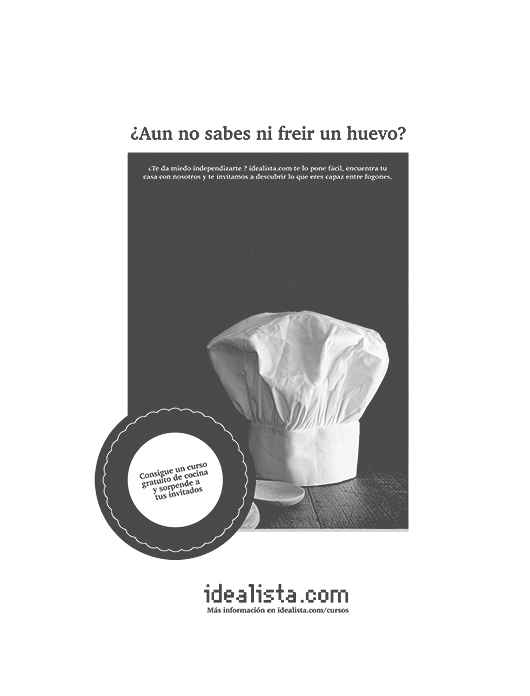 ¿Aun no sabes ni freir un huevo?
¿Te da miedo independizarte ? idealista.com te lo pone fácil, encuentra tu
casa con nosotros y te invitamos a descubrir lo que eres capaz entre fogones.
Consigue un curso
gratuito de cocina
y sorpende a
tus invitados
idealista.com
Más información en idealista.com/cursos